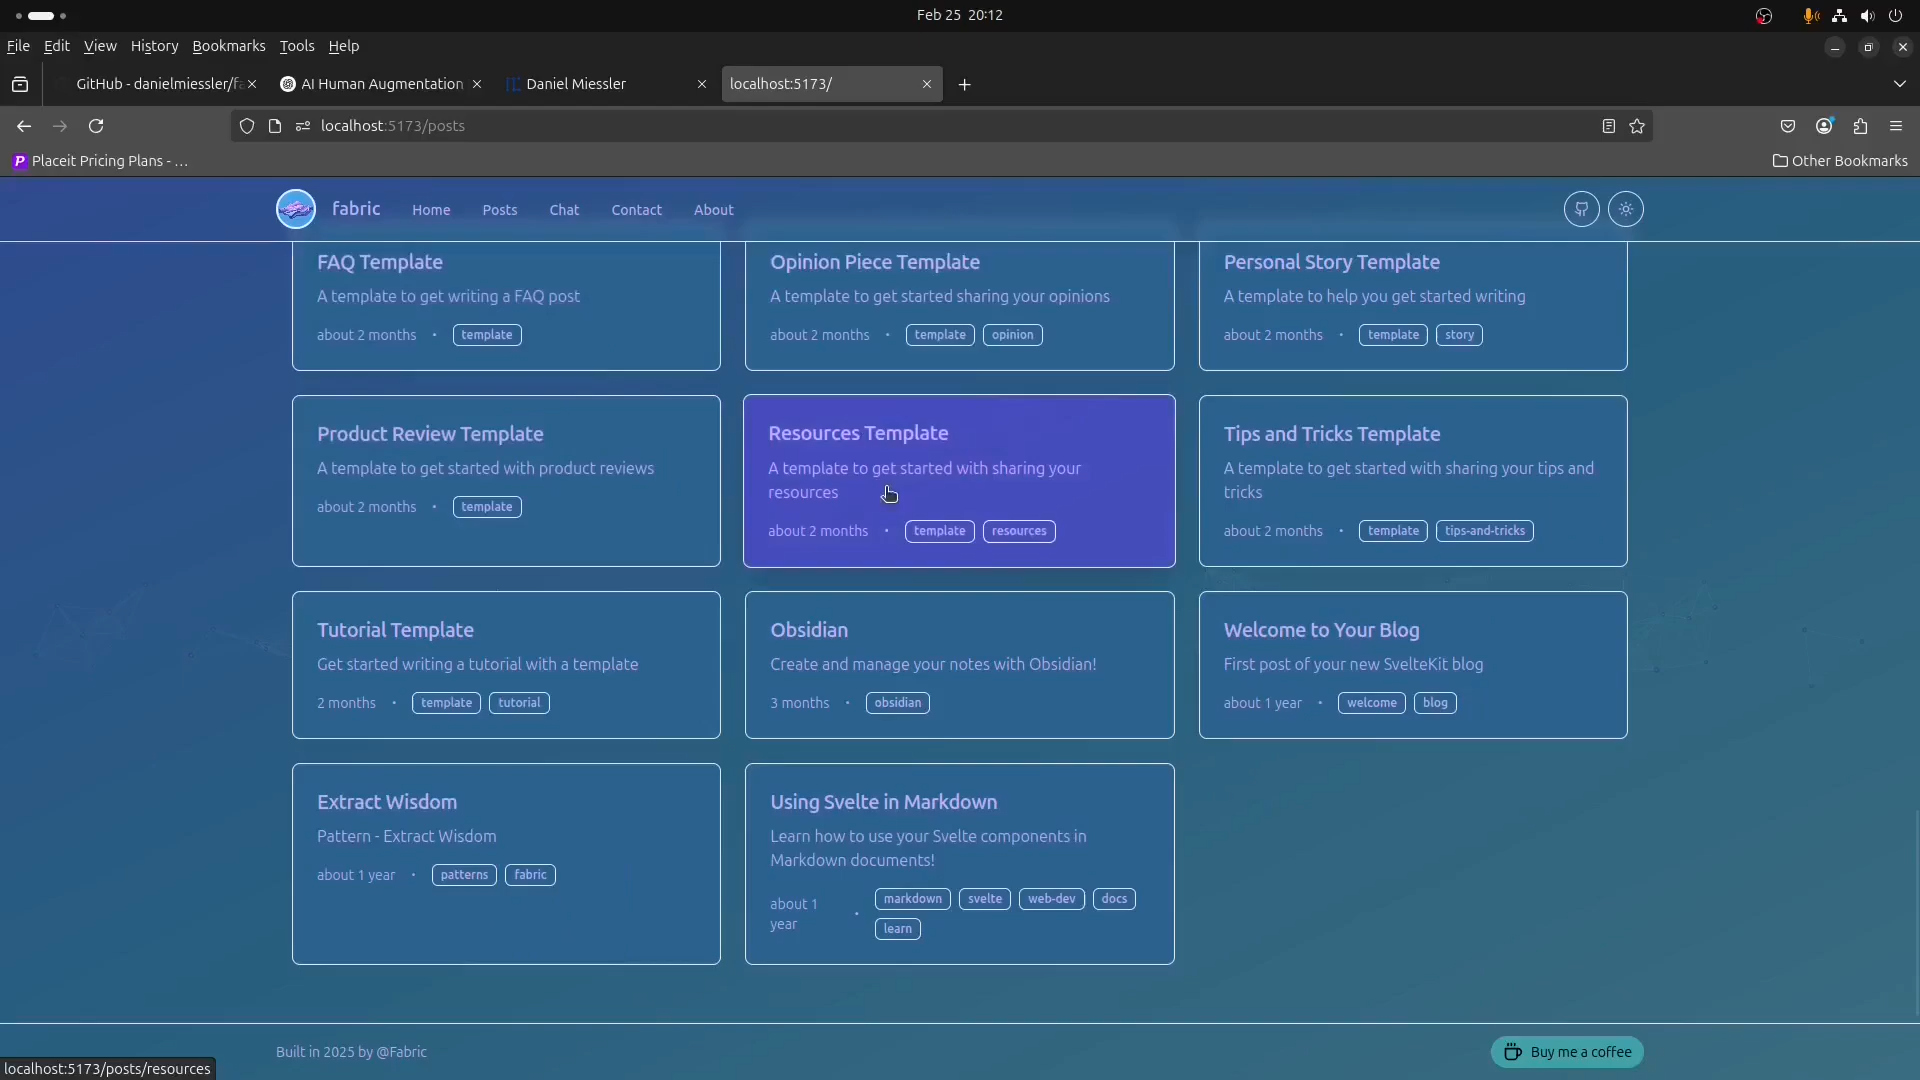 Feb 25 20:12
File Edit View History Bookmarks Tools Help
GitHub - danielmiessler/fa
AI Human Augmentation
Daniel Miessler
localhost:5173/
localhost:5173/posts
Placeit Pricing Plans - …
Other Bookmarks
fabric Home Posts Chat Contact About
FAQ Template
A template to get writing a FAQ post
about 2 months • template
Opinion Piece Template
A template to get started sharing your opinions
about 2 months • template opinion
Personal Story Template
A template to help you get started writing
about 2 months • template story
Product Review Template
A template to get started with product reviews
about 2 months • template
Resources Template
A template to get started with sharing your
resources
about 2 months • template resources
Tips and Tricks Template
A template to get started with sharing your tips and
tricks
about 2 months • template tips-and-tricks
Tutorial Template
Get started writing a tutorial with a template
2 months • template tutorial
Obsidian
Create and manage your notes with Obsidian!
3 months • obsidian
Welcome to Your Blog
First post of your new SvelteKit blog
about 1 year • welcome blog
Extract Wisdom
Pattern - Extract Wisdom
about 1 year • patterns fabric
Using Svelte in Markdown
Learn how to use your Svelte components in
Markdown documents!
about 1
year
• markdown svelte web-dev docs
learn
Built in 2025 by @Fabric
Buy me a coffee
localhost:5173/posts/resources